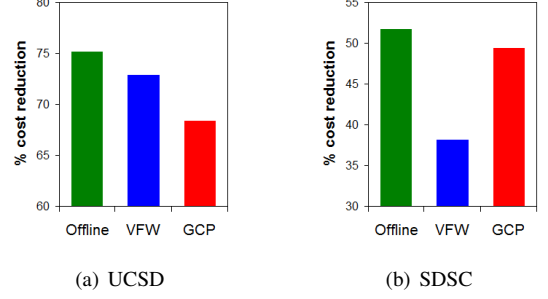 % cost reduction
80
75
70
65
60
Offline VFW GCP
(a) UCSD
% cost reduction
55
50
45
40
35
30
Offline VFW GCP
(b) SDSC